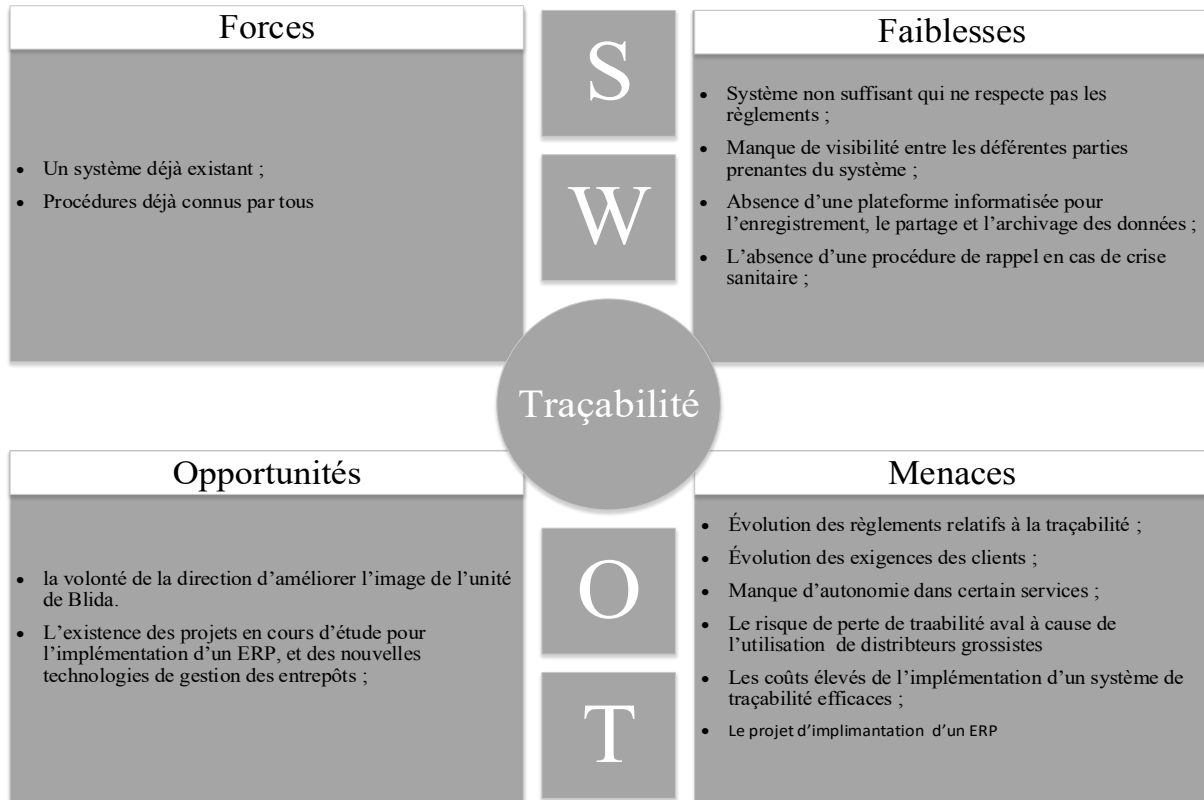 Forces
• Un système déjà existant ;
• Procédures déjà connus par tous
S
W
Faiblesses
• Système non suffisant qui ne respecte pas les
règlements ;
• Manque de visibilité entre les déférentes parties
prenantes du système ;
• Absence d’une plateforme informatisée pour
l’enregistrement, le partage et l’archivage des données ;
• L’absence d’une procédure de rappel en cas de crise
sanitaire ;
Traçabilité
Opportunités
• la volonté de la direction d’améliorer l’image de l’unité
de Blida.
• L’existence des projets en cours d’étude pour
l’implémentation d’un ERP, et des nouvelles
technologies de gestion des entrepôts ;
O
T
Menaces
• Évolution des règlements relatifs à la traçabilité ;
• Évolution des exigences des clients ;
• Manque d’autonomie dans certain services ;
• Le risque de perte de traabilité aval à cause de
l’utilisation de distribteurs grossistes
• Les coûts élevés de l’implémentation d’un système de
traçabilité efficaces ;
• Le projet d’implimantation d’un ERP